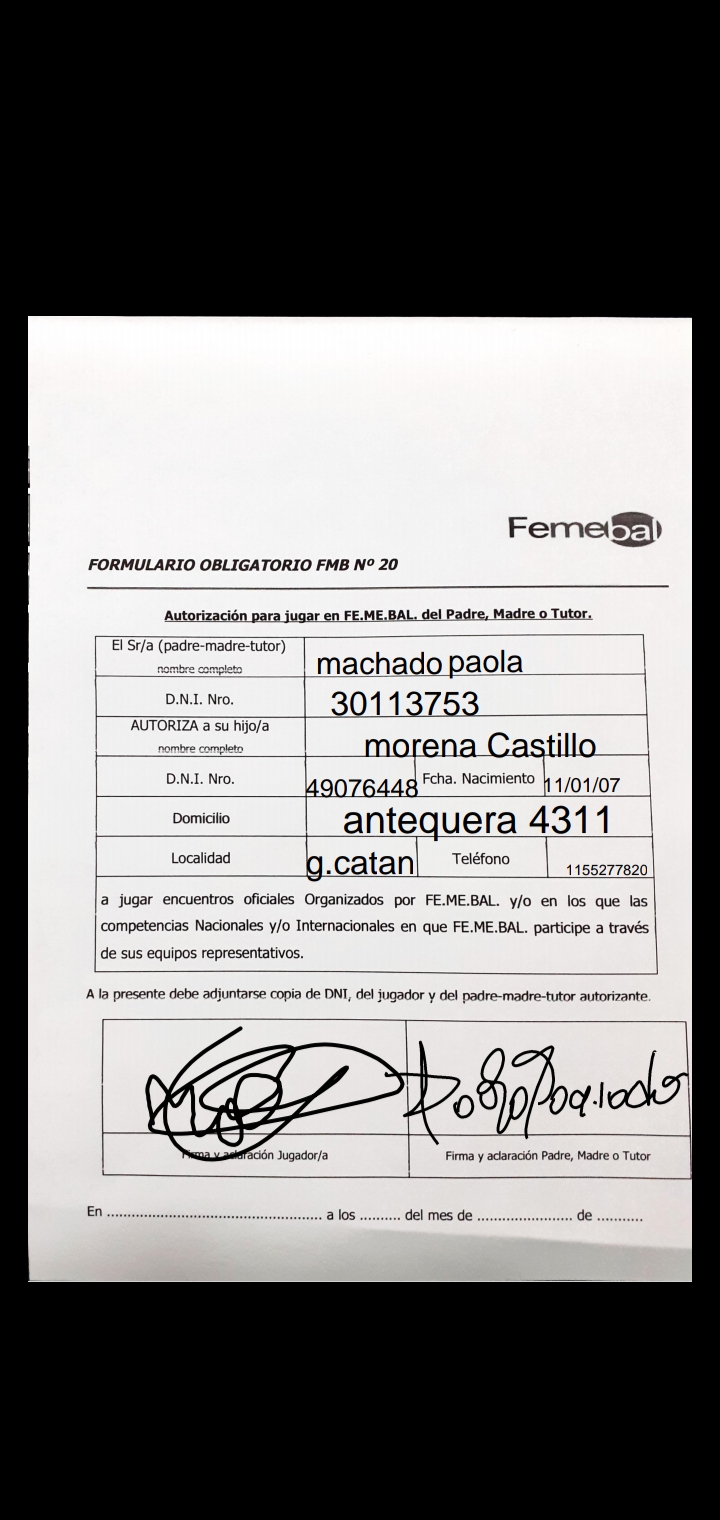 Femebal
FORMULARIO OBLIGATORIO FMB Nº 20
Autorización para jugar en FE.ME.BAL. del Padre, Madre o Tutor.
El Sr/a (padre-madre-tutor)
nombre completo
machado paola
D.N.I. Nro.
30113753
AUTORIZA a su hijo/a
nombre completo
morena Castillo
D.N.I. Nro.
49076448
Fcha. Nacimiento
11/01/07
Domicilio
antequera 4311
Localidad
g.catan
Teléfono
1155277820
a jugar encuentros oficiales Organizados por FE.ME.BAL. y/o en los que las
competencias Nacionales y/o Internacionales en que FE.ME.BAL. participe a través
de sus equipos representativos.
A la presente debe adjuntarse copia de DNI, del jugador y del padre-madre-tutor autorizante.
Firma y aclaración Jugador/a
Firma y aclaración Padre, Madre o Tutor
En .................................................... a los .......... del mes de ....................... de ...........